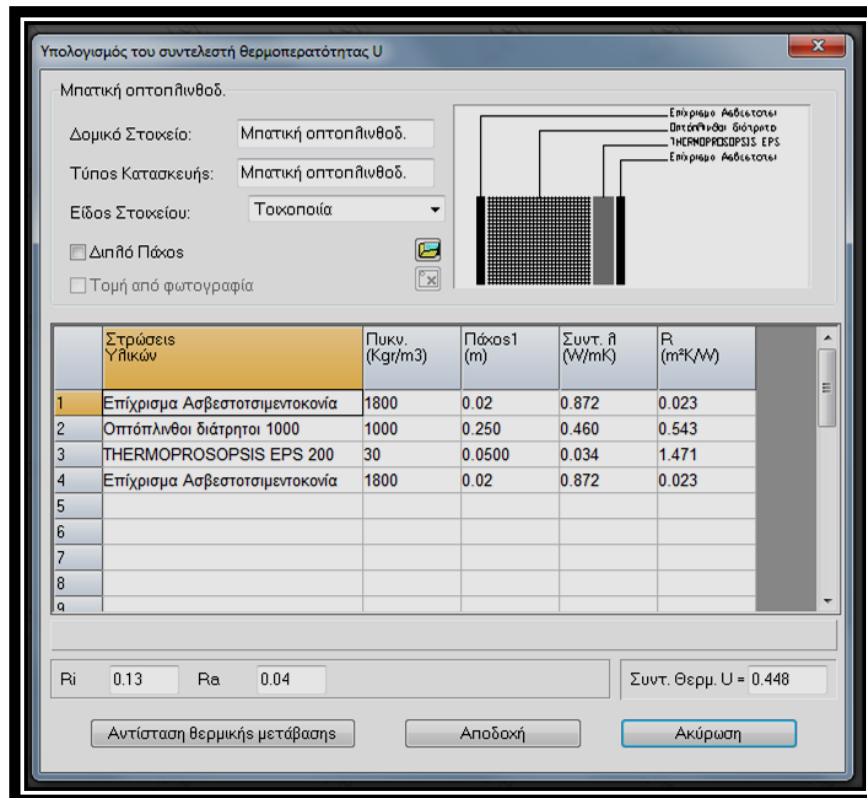 Υπολογισμός του συντελεστή θερμοπερατότητας U
x
Μπατική οπτοπλινθοδ.
Δομικό Στοιχείο:
Μπατική οπτοπλινθοδ.
Τύπος Κατασκευής:
Μπατική οπτοπλινθοδ.
Είδος Στοιχείου:
Τοιχοποιία
Διπλό Πάχος
Τομή από φωτογραφία
Επίχρισμα Ασβεστοτσι
Οπτόπλινθοι διάτρητο
THERMOPROSOPSIS EPS
Επίχρισμα Ασβεστοτσι
Στρώσεις Υλικών
Πυκν. (Kgr/m3)
Πάχος1 (m)
Συντ. λ (W/mK)
R (m²K/W)
1 Επίχρισμα Ασβεστοτσιμεντοκονία 1800 0.02 0.872 0.023
2 Οπτόπλινθοι διάτρητοι 1000 1000 0.250 0.460 0.543
3 THERMOPROSOPSIS EPS 200 30 0.0500 0.034 1.471
4 Επίχρισμα Ασβεστοτσιμεντοκονία 1800 0.02 0.872 0.023
5
6
7
8
9
Ri 0.13 Ra 0.04 Συντ. Θερμ. U = 0.448
Αντίσταση θερμικής μετάβασης
Αποδοχή
Ακύρωση